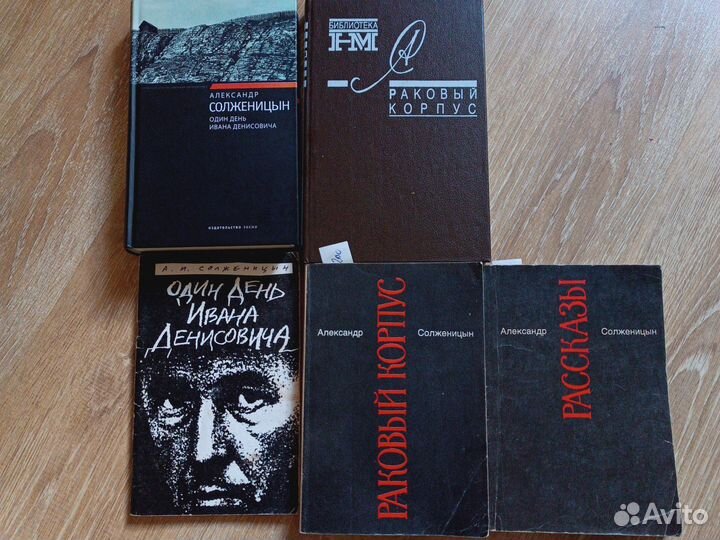 АЛЕКСАНДР
СОЛЖЕНИЦЫН
ОДИН ДЕНЬ
ИВАНА ДЕНИСОВИЧА
ИЗДАТЕЛЬСТВО
БИБЛИОТЕКА
НМ
РАКОВЫЙ
КОРПУС
А. И. СОЛЖЕНИЦЫН
ОДИН ДЕНЬ
ИВАНА
ДЕНИСОВИЧА
Александр
Солженицын
РАКОВЫЙ КОРПУС
Александр
Солженицын
РАССКАЗЫ
Avito